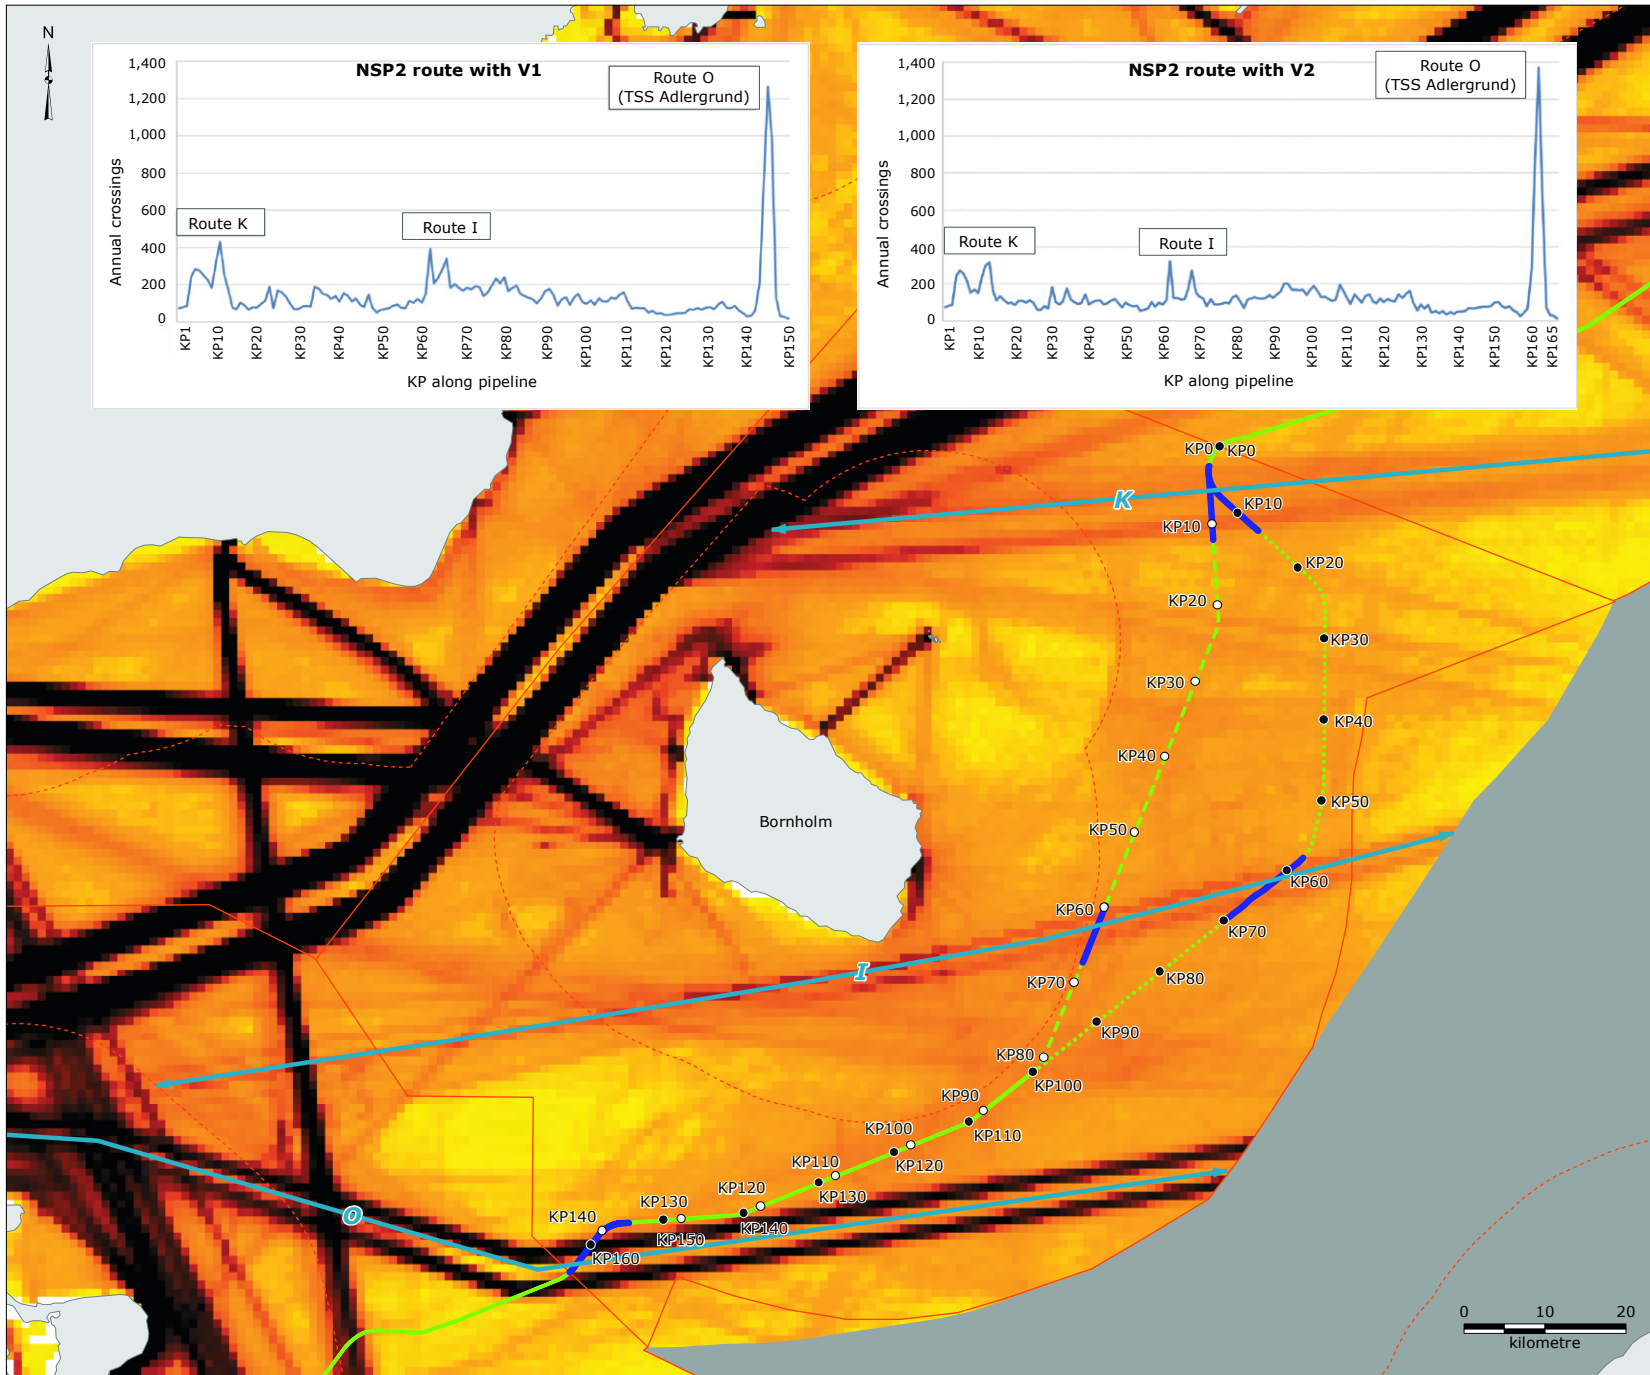 N
NSP2 route with V1
Route O
(TSS Adlergrund)
Route K
Route I
Annual crossings
1,400
1,200
1,000
800
600
400
200
0
KP1
KP10
KP20
KP30
KP40
KP50
KP60
KP70
KP80
KP90
KP100
KP110
KP120
KP130
KP140
KP150
KP along pipeline
NSP2 route with V2
Route O
(TSS Adlergrund)
Route K
Route I
Annual crossings
1,400
1,200
1,000
800
600
400
200
0
KP1
KP10
KP20
KP30
KP40
KP50
KP60
KP70
KP80
KP90
KP100
KP110
KP120
KP130
KP140
KP150
KP160
KP165
KP along pipeline
KP0
KP0
K
KP10
KP10
KP20
KP20
KP30
KP30
KP40
KP40
KP50
Bornholm
KP50
KP60
KP60
KP70
I
KP70
KP80
KP90
KP80
KP100
KP90
KP110
KP100
KP120
KP110
KP130
KP120
KP140
KP130
KP150
KP140
KP160
O
0
10
20
kilometre